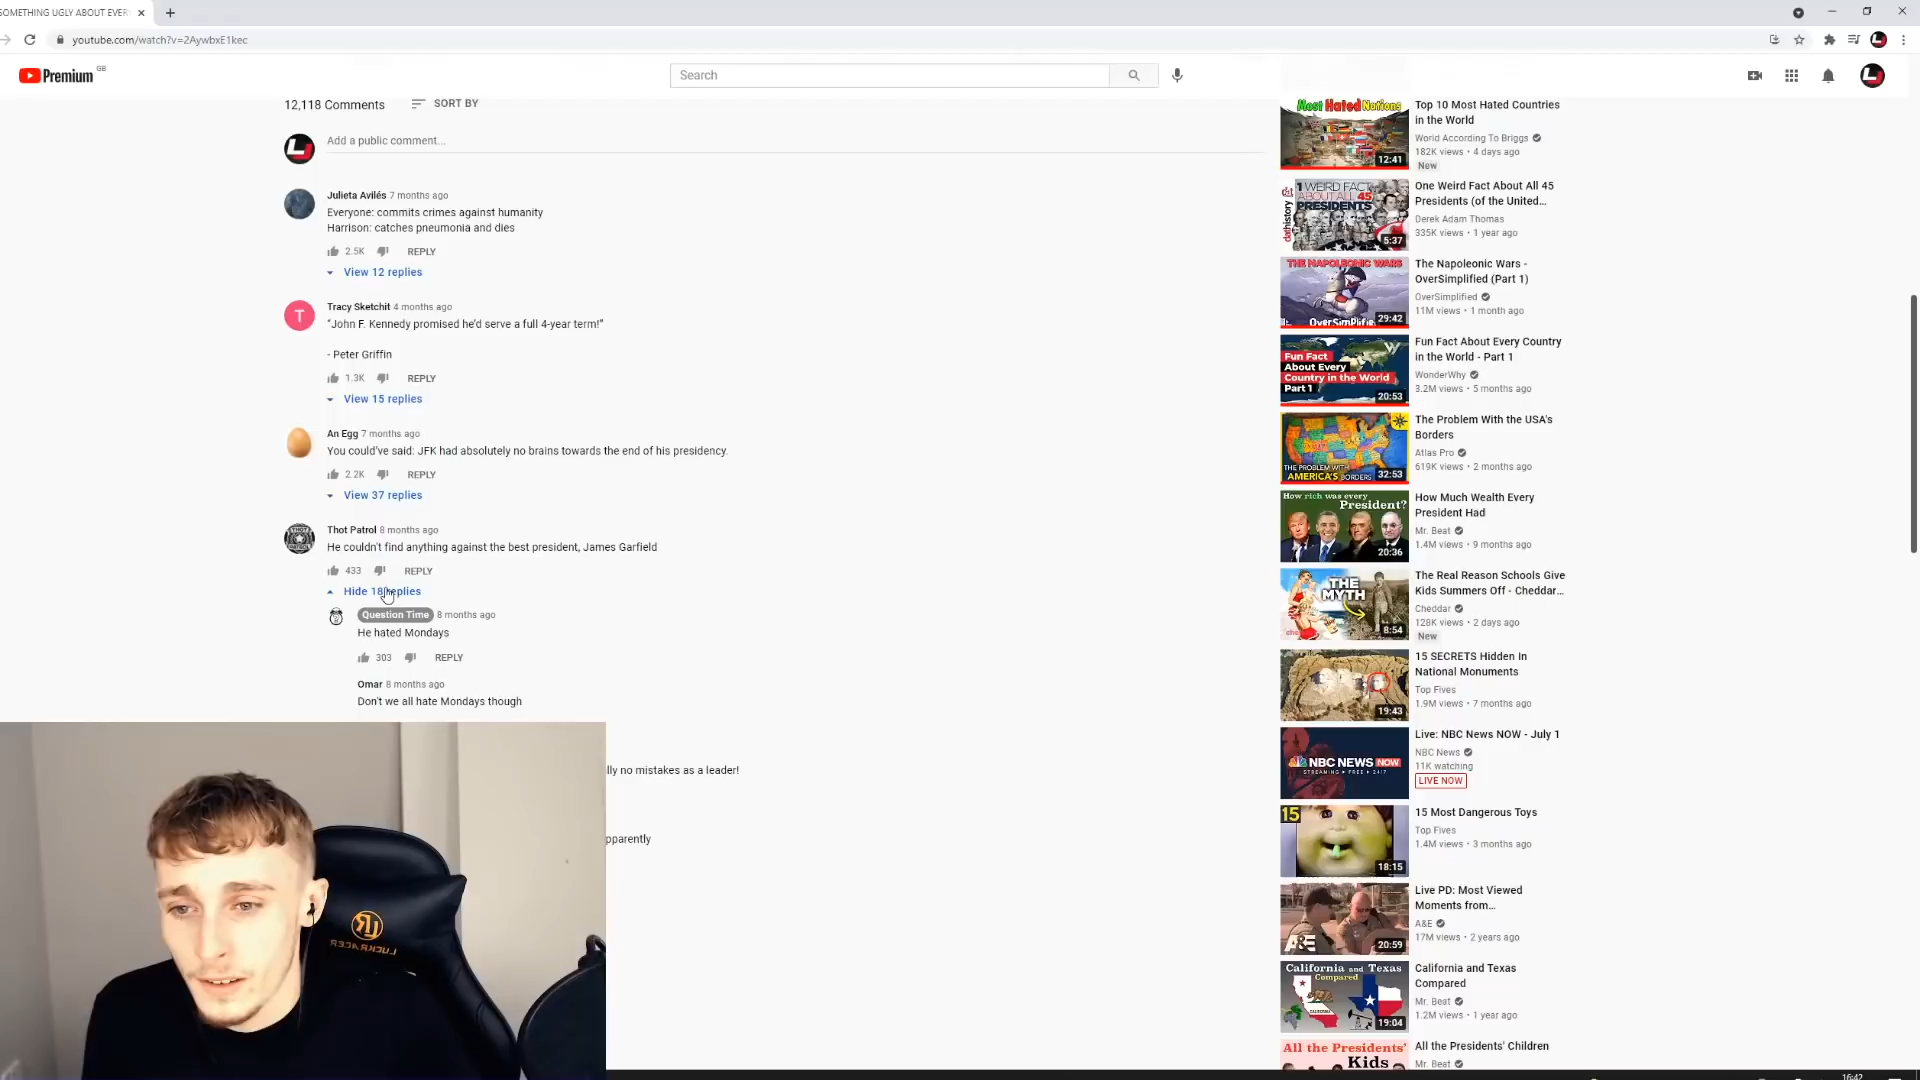 SOMETHING UGLY ABOUT EVER
youtube.com/watch?v=2AywbxE1kec
Premium GB
Search
12,118 Comments SORT BY
Add a public comment...
Julieta Avilés 7 months ago
Everyone: commits crimes against humanity
Harrison: catches pneumonia and dies
2.5K REPLY
View 12 replies
T
Tracy Sketchit 4 months ago
“John F. Kennedy promised he’d serve a full 4-year term!”
- Peter Griffin
1.3K REPLY
View 15 replies
An Egg 7 months ago
You could’ve said: JFK had absolutely no brains towards the end of his presidency.
2.2K REPLY
View 37 replies
Thot Patrol 8 months ago
He couldn't find anything against the best president, James Garfield
433 REPLY
Hide 18 replies
Question Time 8 months ago
He hated Mondays
303 REPLY
Omar 8 months ago
Don't we all hate Mondays though
lly no mistakes as a leader!
pparently
LUCKRACER
Most Hated Nations
12:41
Top 10 Most Hated Countries
in the World
World According To Briggs
182K views • 4 days ago
New
1 WEIRD FACT
ABOUT ALL 45
PRESIDENTS
dathistory
5:37
One Weird Fact About All 45
Presidents (of the United...
Derek Adam Thomas
335K views • 1 year ago
THE NAPOLEONIC WARS
OverSimplifie
29:42
The Napoleonic Wars -
OverSimplified (Part 1)
OverSimplified
11M views • 1 month ago
Fun Fact
About Every
Country in the World
Part 1
20:53
Fun Fact About Every Country
in the World - Part 1
WonderWhy
3.2M views • 5 months ago
THE PROBLEM WITH
AMERICA'S BORDERS
32:53
The Problem With the USA's
Borders
Atlas Pro
619K views • 2 months ago
How rich was every
President?
20:36
How Much Wealth Every
President Had
Mr. Beat
1.4M views • 9 months ago
THE
MYTH
8:54
The Real Reason Schools Give
Kids Summers Off - Cheddar...
Cheddar
128K views • 2 days ago
New
19:43
15 SECRETS Hidden In
National Monuments
Top Fives
1.9M views • 7 months ago
NBC NEWS NOW
STREAMING • FREE • 24/7
Live: NBC News NOW - July 1
NBC News
11K watching
LIVE NOW
15
18:15
15 Most Dangerous Toys
Top Fives
1.4M views • 3 months ago
A&E
20:59
Live PD: Most Viewed
Moments from...
A&E
17M views • 2 years ago
California and Texas
Compared
19:04
California and Texas
Compared
Mr. Beat
1.2M views • 1 year ago
All the Presidents'
Kids
All the Presidents' Children
Mr. Beat
16:42